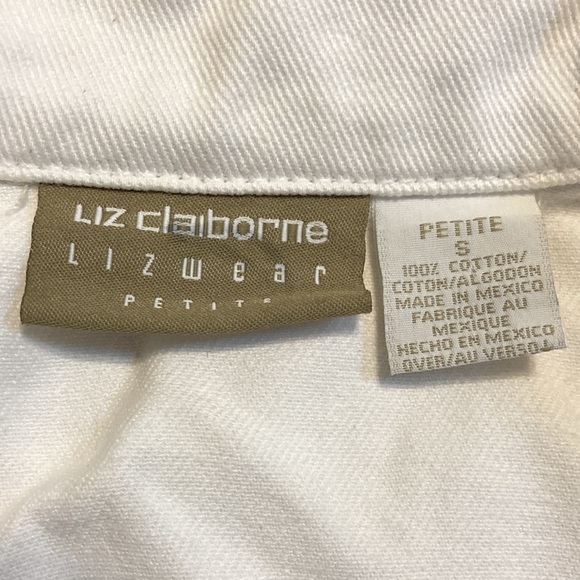 LIZ claiborne
LIZwear
PETITE
PETITE
S
100% COTTON/
COTON/ALGODON
MADE IN MEXICO
FABRIQUE AU
MEXIQUE
HECHO EN MEXICO
OVER/AU VERSO